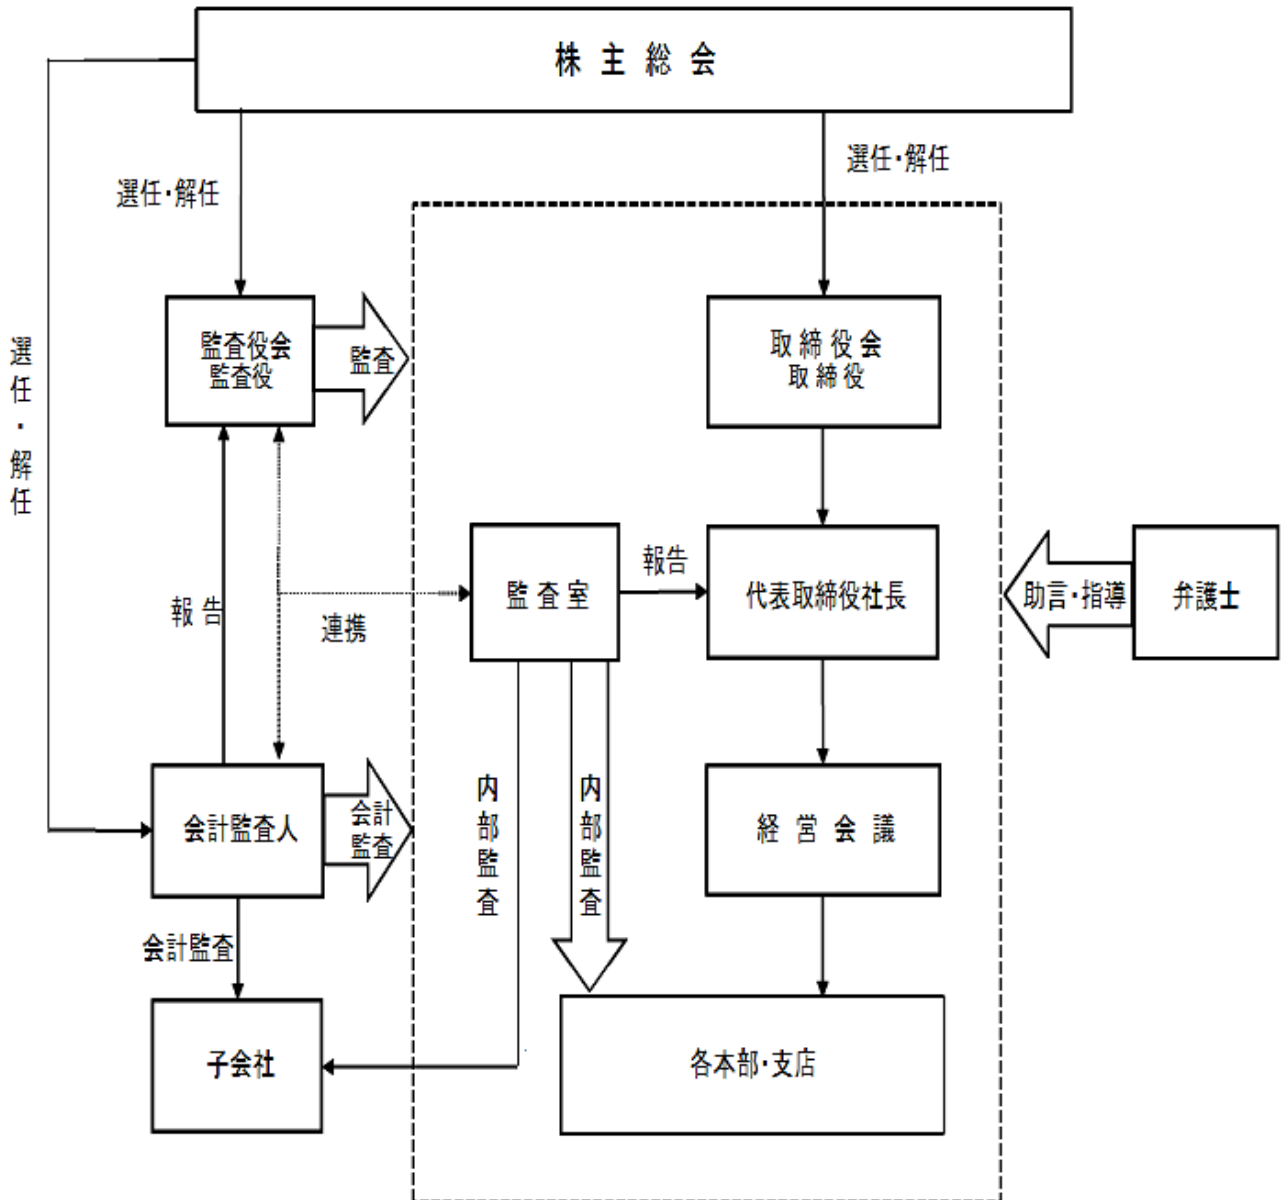 株主総会
選任・解任
選任・解任
選任・解任
監査役会
監査役
監査
取締役会
取締役
監査室
報告
代表取締役社長
助言・指導
弁護士
報告
連携
会計監査人
会計
監査
内部監査
内部監査
経営会議
会計監査
子会社
各本部・支店